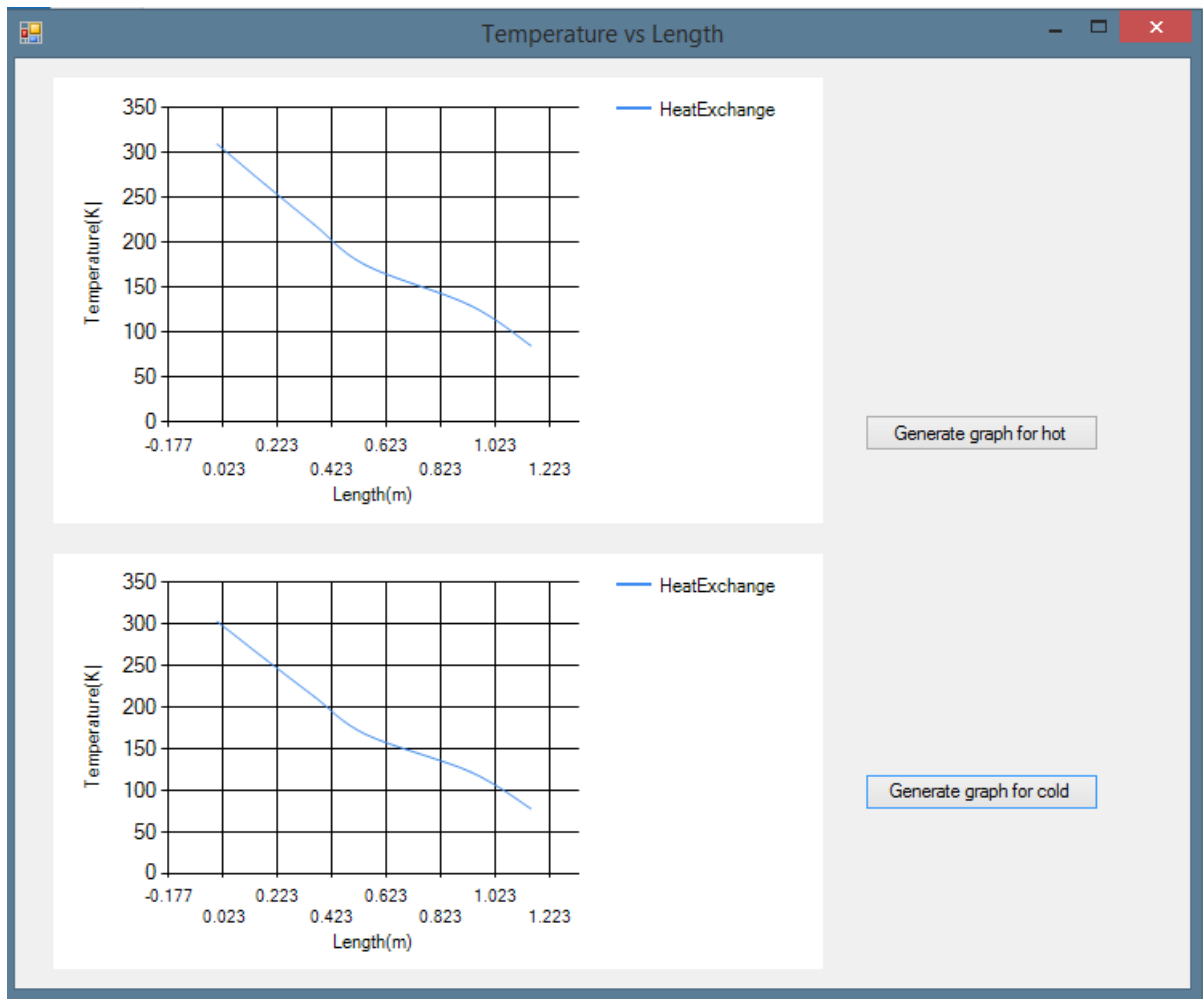 Temperature vs Length
HeatExchange
350
300
250
200
150
100
50
0
Temperature(K|
-0.177 0.223 0.623 1.023
0.023 0.423 0.823 1.223
Length(m)
Generate graph for hot
HeatExchange
350
300
250
200
150
100
50
0
Temperature(K|
-0.177 0.223 0.623 1.023
0.023 0.423 0.823 1.223
Length(m)
Generate graph for cold